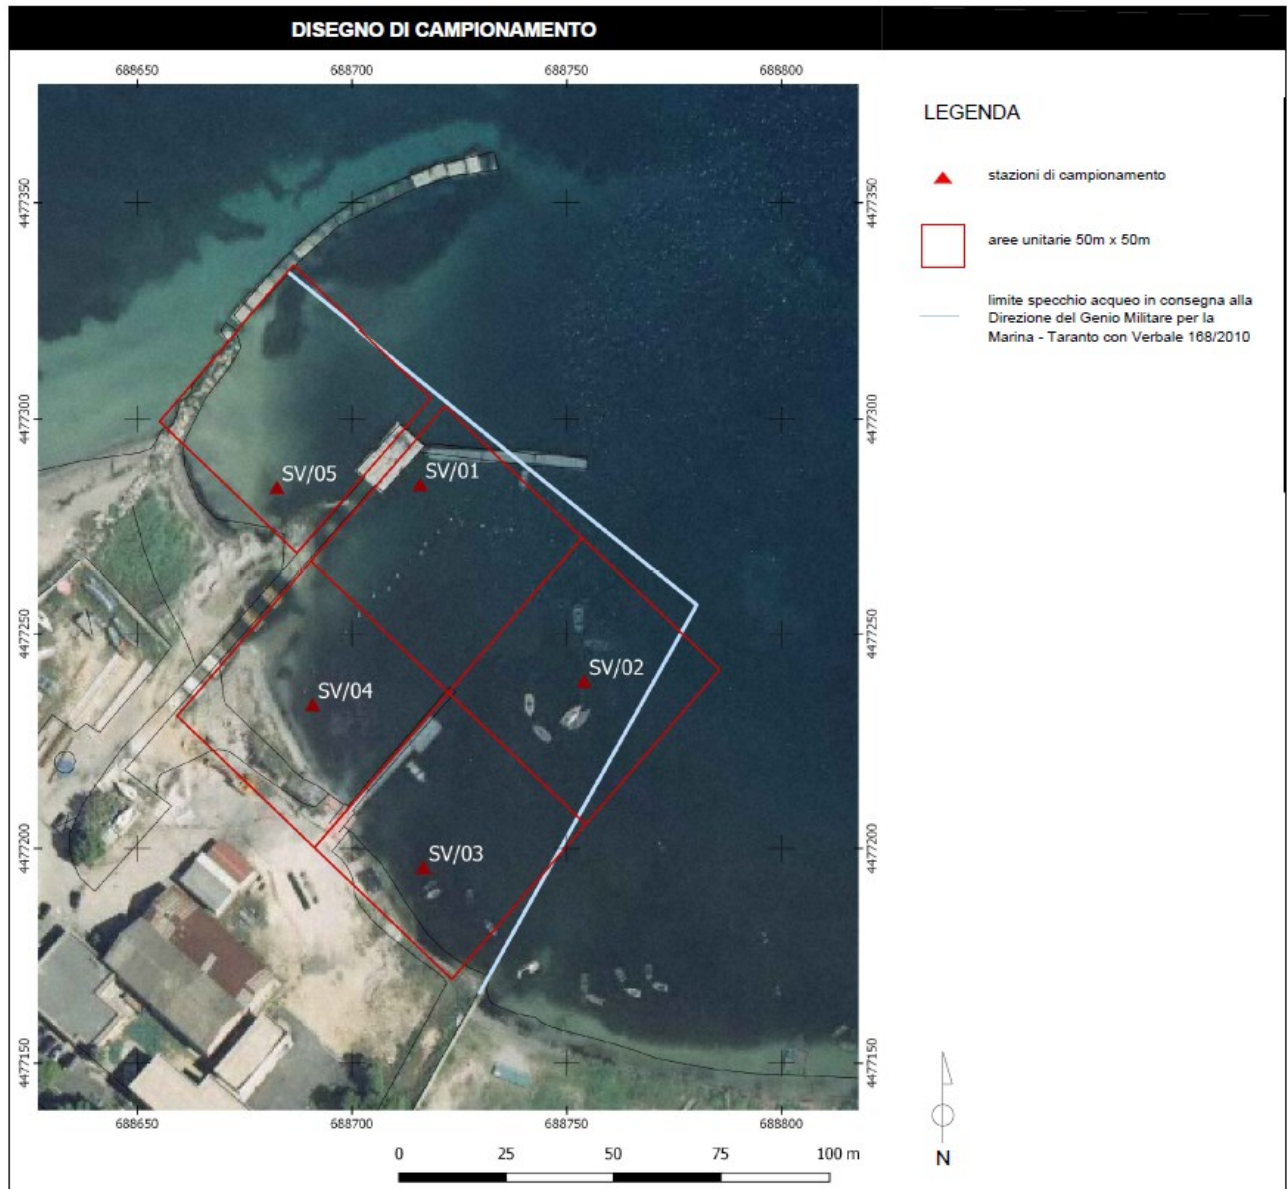 DISEGNO DI CAMPIONAMENTO
688650 688700 688750 688800
LEGENDA
stazioni di campionamento
aree unitarie 50m x 50m
limite specchio acqueo in consegna alla
Direzione del Genio Militare per la
Marina - Taranto con Verbale 168/2010
4477350 4477350
4477300 4477300
SV/05 SV/01
4477250 4477250
SV/02
SV/04
4477200 4477200
SV/03
4477150 4477150
688650 688700 688750 688800
0 25 50 75 100 m
N